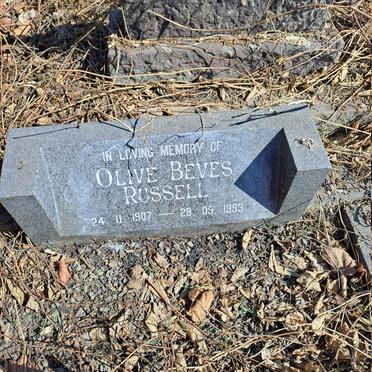 IN LOVING MEMORY OF
OLIVE BEVES
RUSSELL
24 11 1907 — 28 05 1993